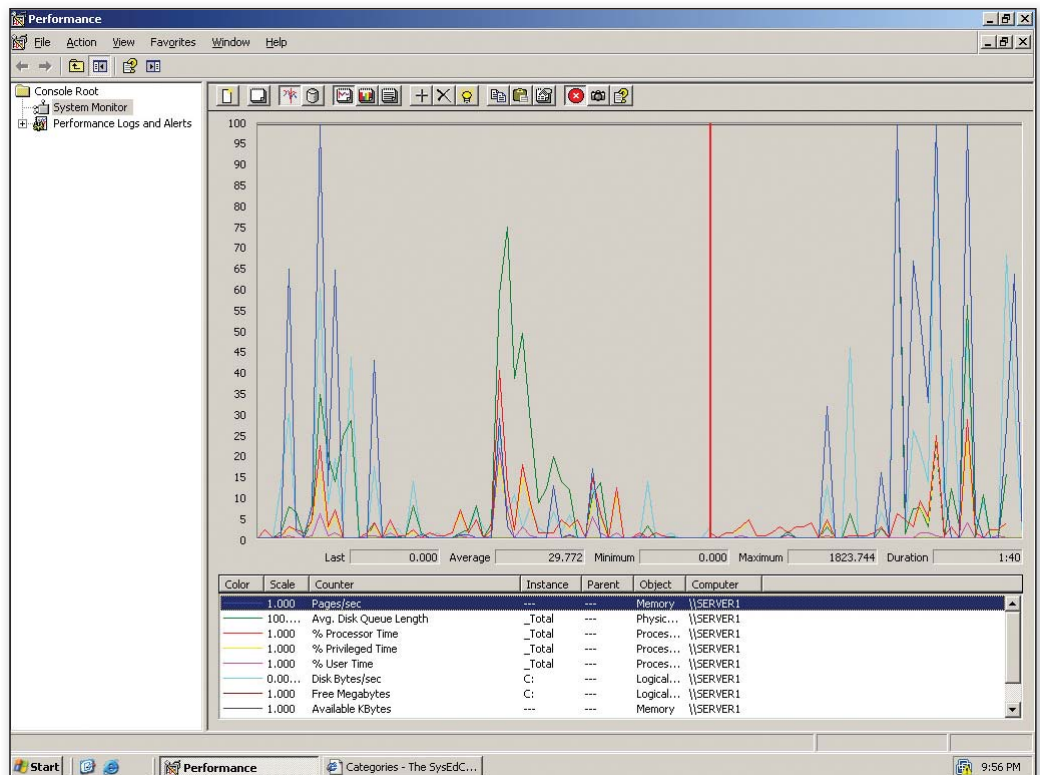 Performance
File Action View Favorites Window Help
Console Root
System Monitor
Performance Logs and Alerts
100
95
90
85
80
75
70
65
60
55
50
45
40
35
30
25
20
15
10
5
0
Last 0.000 Average 29.772 Minimum 0.000 Maximum 1823.744 Duration 1:40
Color Scale Counter Instance Parent Object Computer
1.000 Pages/sec --- --- Memory \\SERVER1
100.... Avg. Disk Queue Length _Total --- Physic... \\SERVER1
1.000 % Processor Time _Total --- Proces... \\SERVER1
1.000 % Privileged Time _Total --- Proces... \\SERVER1
1.000 % User Time _Total --- Proces... \\SERVER1
0.00... Disk Bytes/sec C: --- Logical... \\SERVER1
1.000 Free Megabytes C: --- Logical... \\SERVER1
1.000 Available KBytes --- --- Memory \\SERVER1
Start Performance Categories - The SysEdC... 9:56 PM